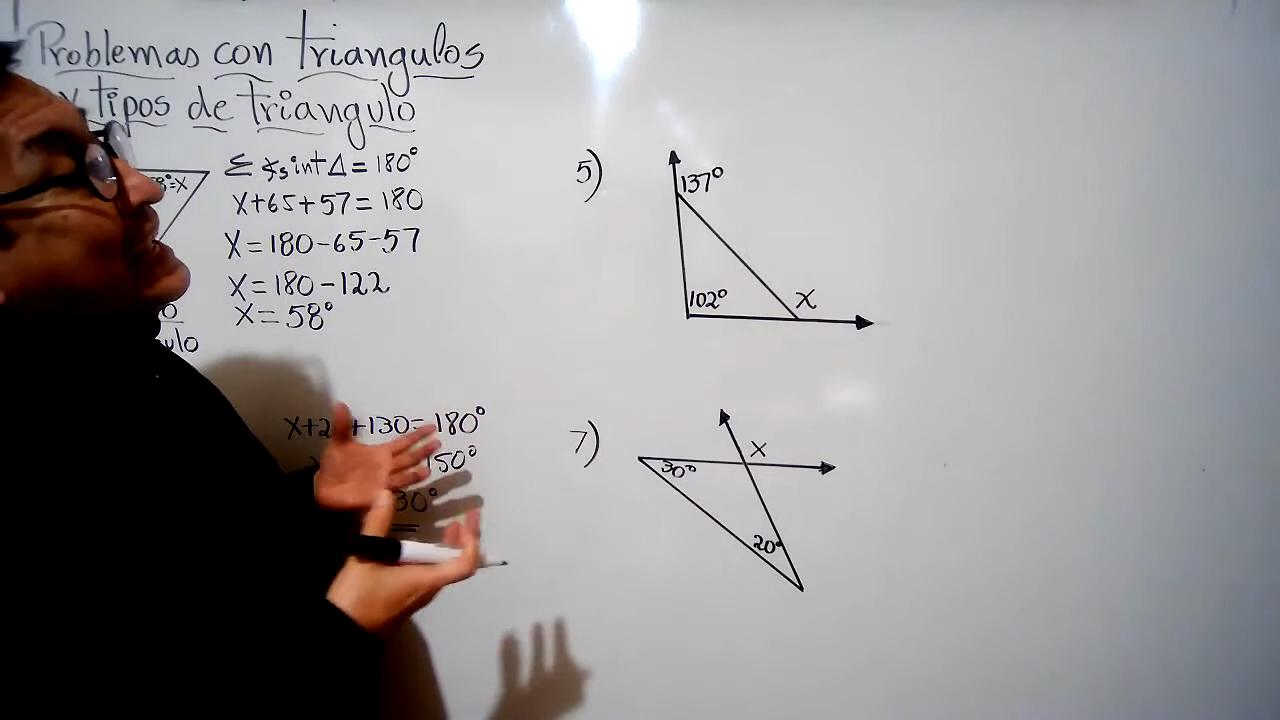 Problemas con triangulos
y tipos de triangulo
Σ ∡s int Δ = 180°
X+65+57=180
X=180-65-57
X=180-122
X=58°
X+2 +130=180°
150°
30°
5)
137°
102°
X
7)
X
30°
20°